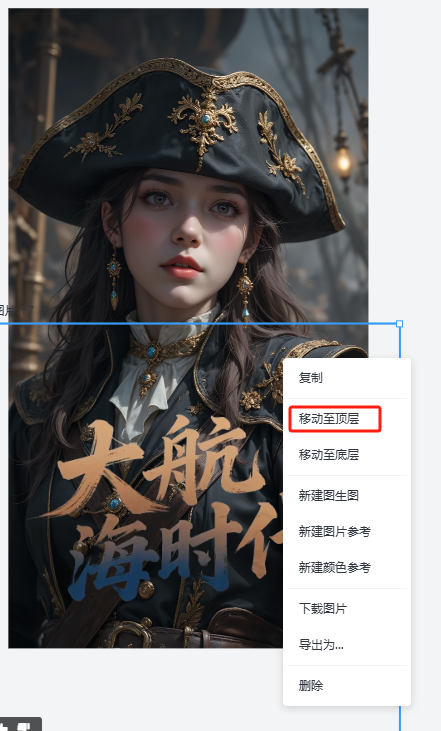 图片
复制
移动至顶层
移动至底层
大航
海时代
新建图生图
新建图片参考
新建颜色参考
下载图片
导出为...
删除